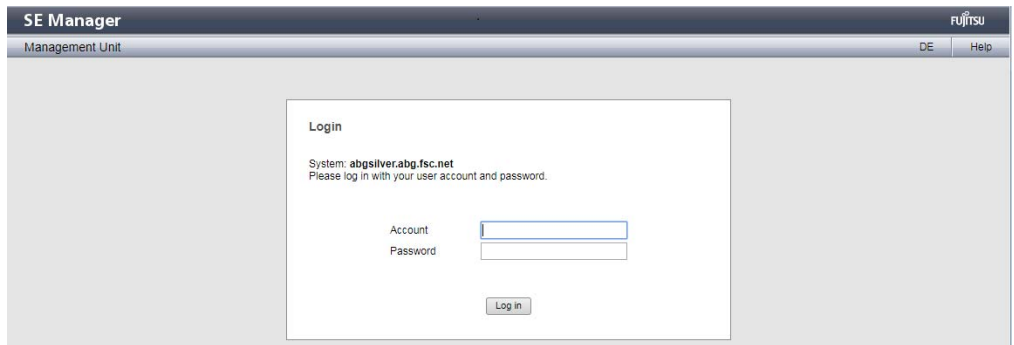 SE Manager
FUJITSU
Management Unit
DE
Help
Login
System: abgsilver.abg.fsc.net
Please log in with your user account and password.
Account
Password
Log in